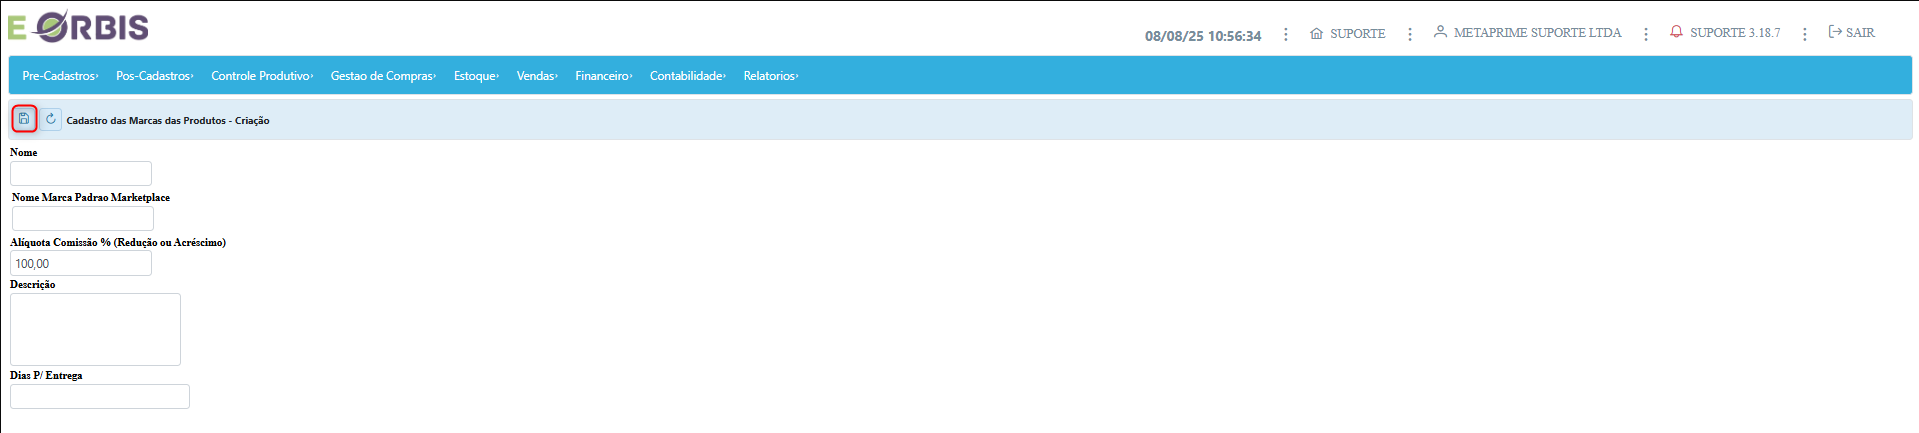 E ORBIS
08/08/25 10:56:34
SUPORTE
METAPRIME SUPORTE LTDA
SUPORTE 3.18.7
SAIR
Pre-Cadastros
Pos-Cadastros
Controle Produtivo
Gestao de Compras
Estoque
Vendas
Financeiro
Contabilidade
Relatorios
Cadastro das Marcas das Produtos - Criação
Nome
Nome Marca Padrao Marketplace
Alíquota Comissão % (Redução ou Acréscimo)
100,00
Descrição
Dias P/ Entrega